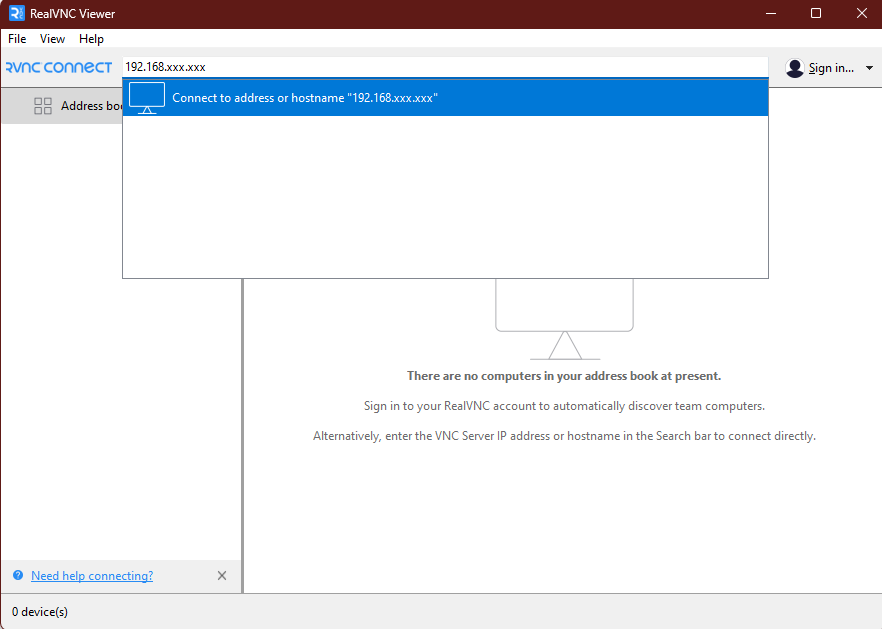 RealVNC Viewer
File View Help
RVNC CONNECT
192.168.xxx.xxx
Sign in...
Address boo
Connect to address or hostname "192.168.xxx.xxx"
There are no computers in your address book at present.
Sign in to your RealVNC account to automatically discover team computers.
Alternatively, enter the VNC Server IP address or hostname in the Search bar to connect directly.
? Need help connecting?
0 device(s)